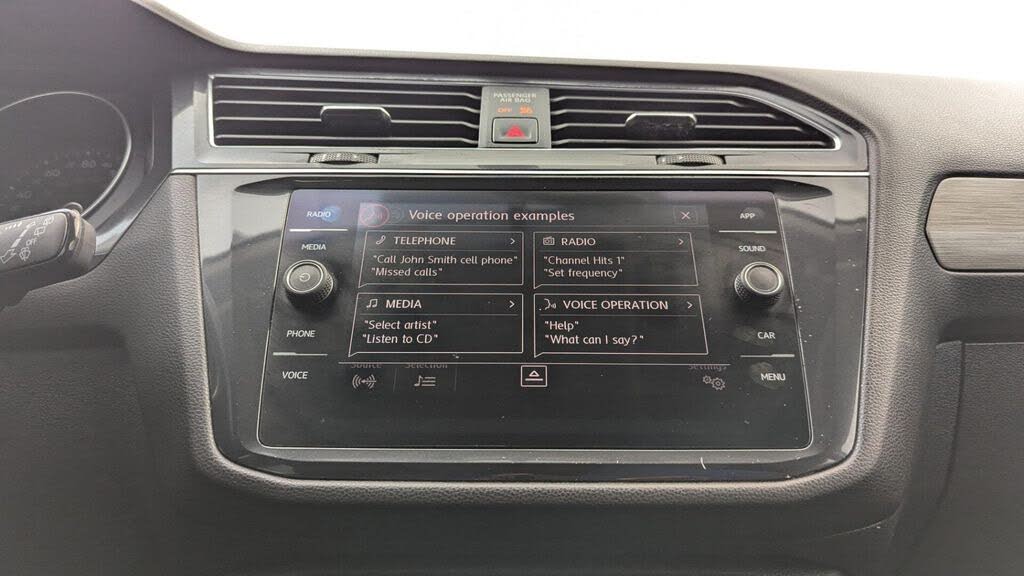 PASSENGER
AIR BAG
OFF
80
40
RADIO
Voice operation examples
APP
MEDIA
TELEPHONE
RADIO
SOUND
"Call John Smith cell phone"
"Missed calls"
"Channel Hits 1"
"Set frequency"
MEDIA
VOICE OPERATION
PHONE
"Select artist"
"Listen to CD"
"Help"
"What can I say?"
CAR
VOICE
Source
Selection
Settings
MENU